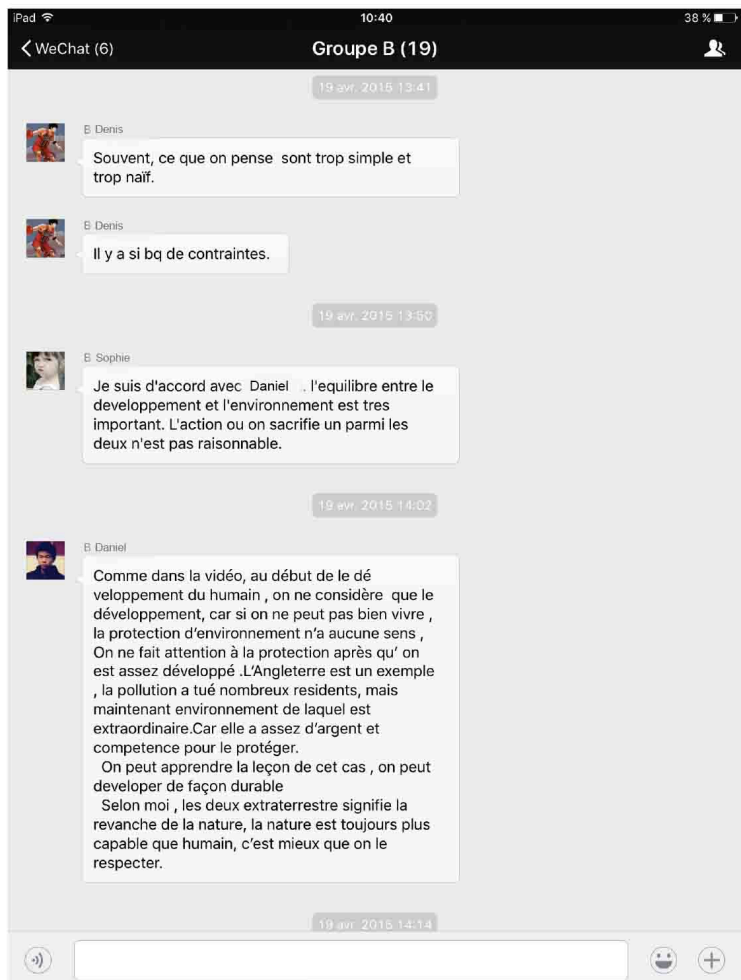 iPad 10:40 38 %
WeChat (6) Groupe B (19)
19 avr. 2015 13:41
B Denis
Souvent, ce que on pense sont trop simple et
trop naïf.
B Denis
Il y a si bq de contraintes.
19 avr. 2015 13:50
B Sophie
Je suis d'accord avec Daniel . l'equilibre entre le
developpement et l'environnement est tres
important. L'action ou on sacrifie un parmi les
deux n'est pas raisonnable.
19 avr. 2015 14:02
B Daniel
Comme dans la vidéo, au début de le dé
veloppement du humain , on ne considère que le
développement, car si on ne peut pas bien vivre ,
la protection d'environnement n'a aucune sens ,
On ne fait attention à la protection après qu' on
est assez développé .L'Angleterre est un exemple
, la pollution a tué nombreux residents, mais
maintenant environnement de laquel est
extraordinaire.Car elle a assez d'argent et
competence pour le protéger.
On peut apprendre la leçon de cet cas , on peut
developer de façon durable
Selon moi , les deux extraterrestre signifie la
revanche de la nature, la nature est toujours plus
capable que humain, c'est mieux que on le
respecter.
19 avr. 2015 14:14